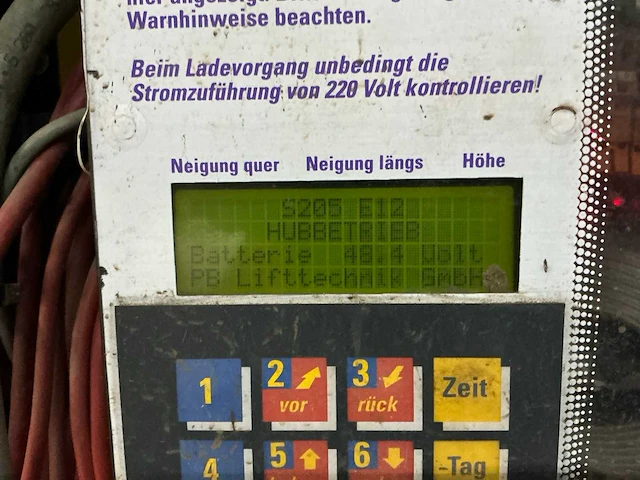 Warnhinweise beachten.
Beim Ladevorgang unbedingt die
Stromzuführung von 220 Volt kontrollieren!
Neigung quer Neigung längs Höhe
S205 E12
HUBBETRIEB
Batterie 48.4 Volt
PB Lifttechnik GmbH
1 2 vor 3 rück Zeit
4 5 6 -Tag